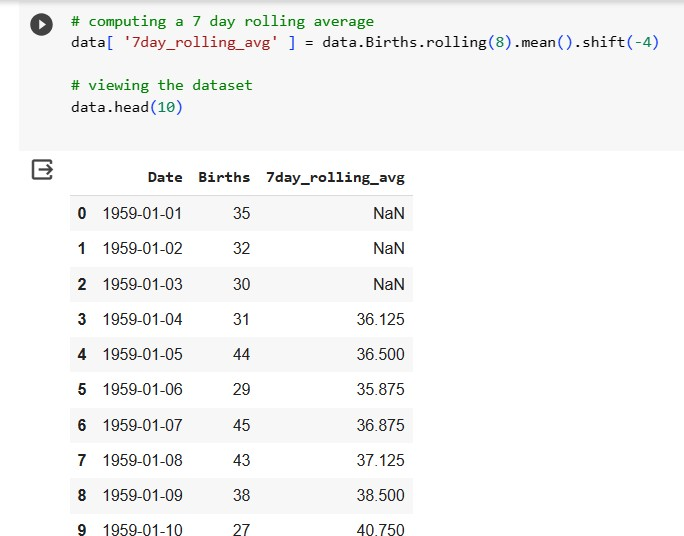 # computing a 7 day rolling average
data[ '7day_rolling_avg' ] = data.Births.rolling(8).mean().shift(-4)
# viewing the dataset
data.head(10)
Date Births 7day_rolling_avg
0 1959-01-01 35 NaN
1 1959-01-02 32 NaN
2 1959-01-03 30 NaN
3 1959-01-04 31 36.125
4 1959-01-05 44 36.500
5 1959-01-06 29 35.875
6 1959-01-07 45 36.875
7 1959-01-08 43 37.125
8 1959-01-09 38 38.500
9 1959-01-10 27 40.750